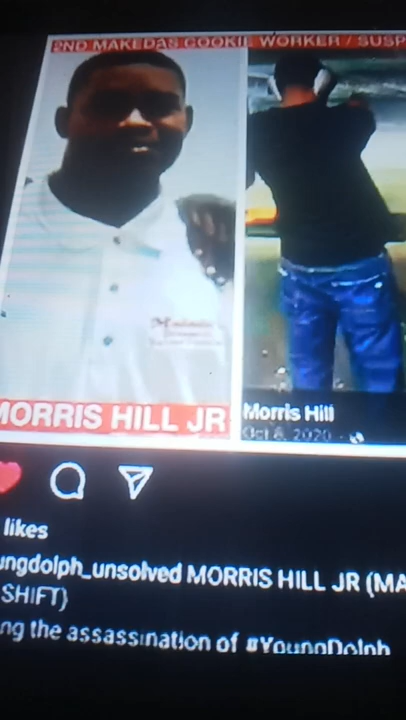 2ND MAKEDAS COOKIE WORKER / SUSP
MORRIS HILL JR
Morris Hill
Oct 6, 2020
likes
ungdolph_unsolved MORRIS HILL JR (MA
SHIFT)
ng the assassination of #YoungDolph